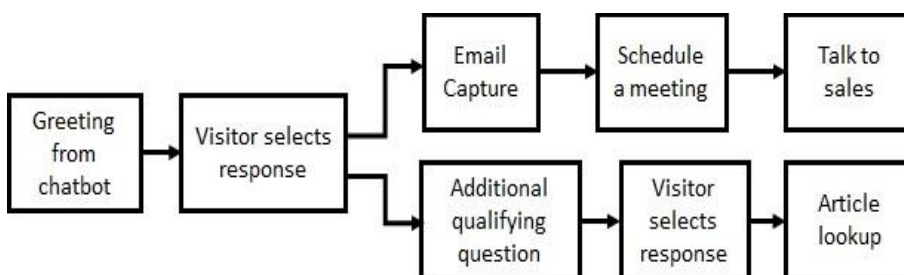 Greeting
from
chatbot
Visitor selects
response
Email
Capture
Schedule
a meeting
Talk to
sales
Additional
qualifying
question
Visitor
selects
response
Article
lookup